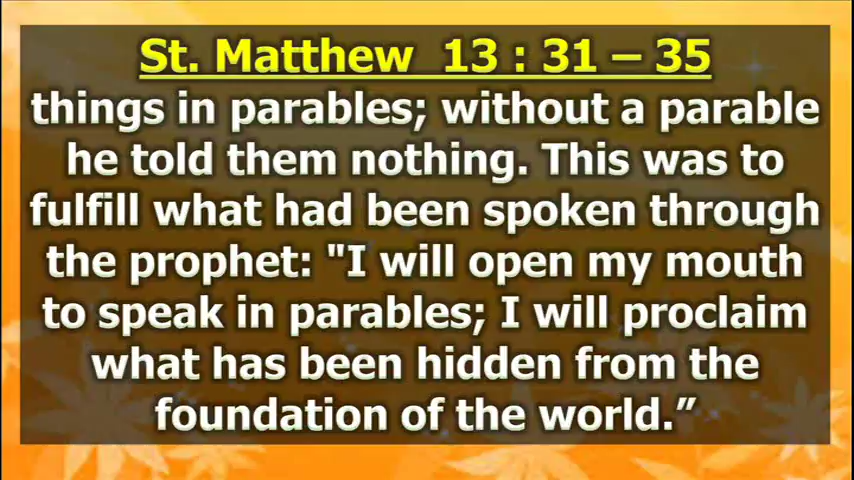 St. Matthew 13 : 31 – 35
things in parables; without a parable
he told them nothing. This was to
fulfill what had been spoken through
the prophet: "I will open my mouth
to speak in parables; I will proclaim
what has been hidden from the
foundation of the world.”